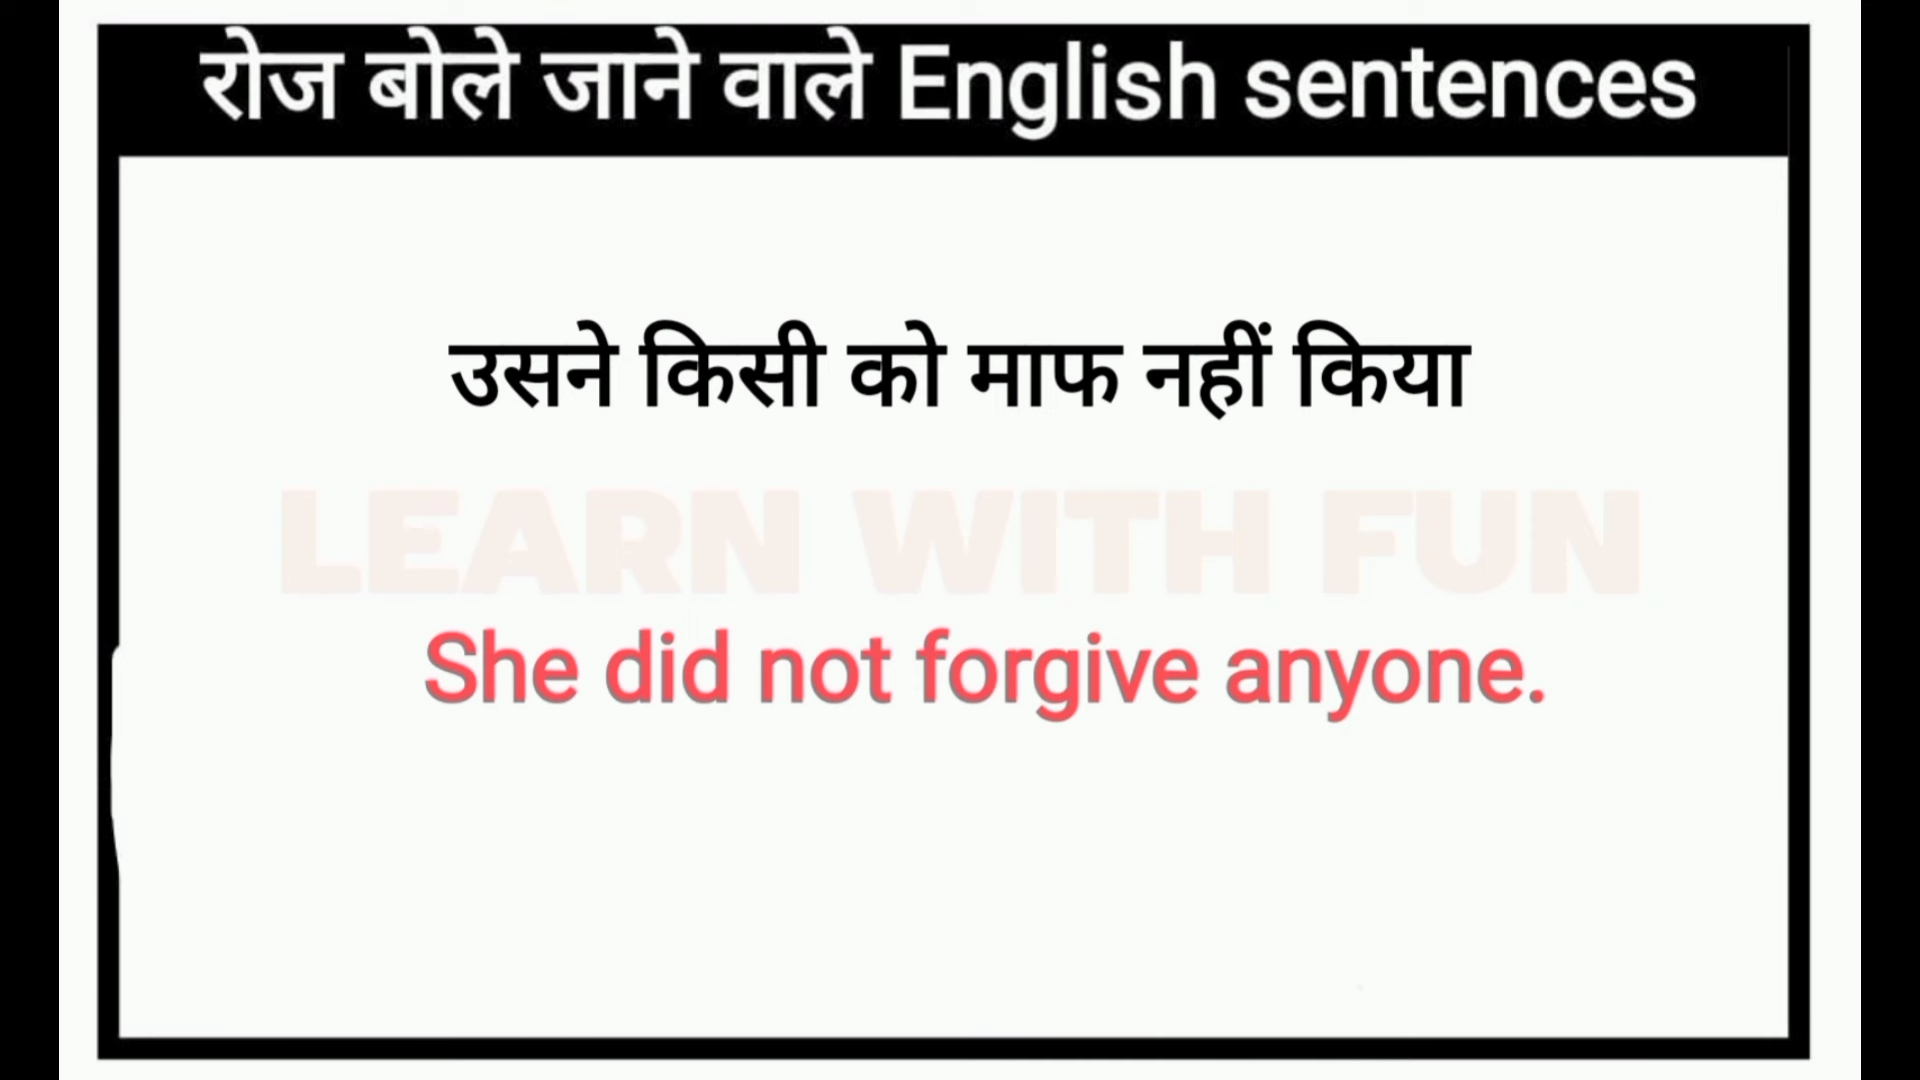 रोज बोले जाने वाले English sentences
उसने किसी को माफ नहीं किया
LEARN WITH FUN
She did not forgive anyone.